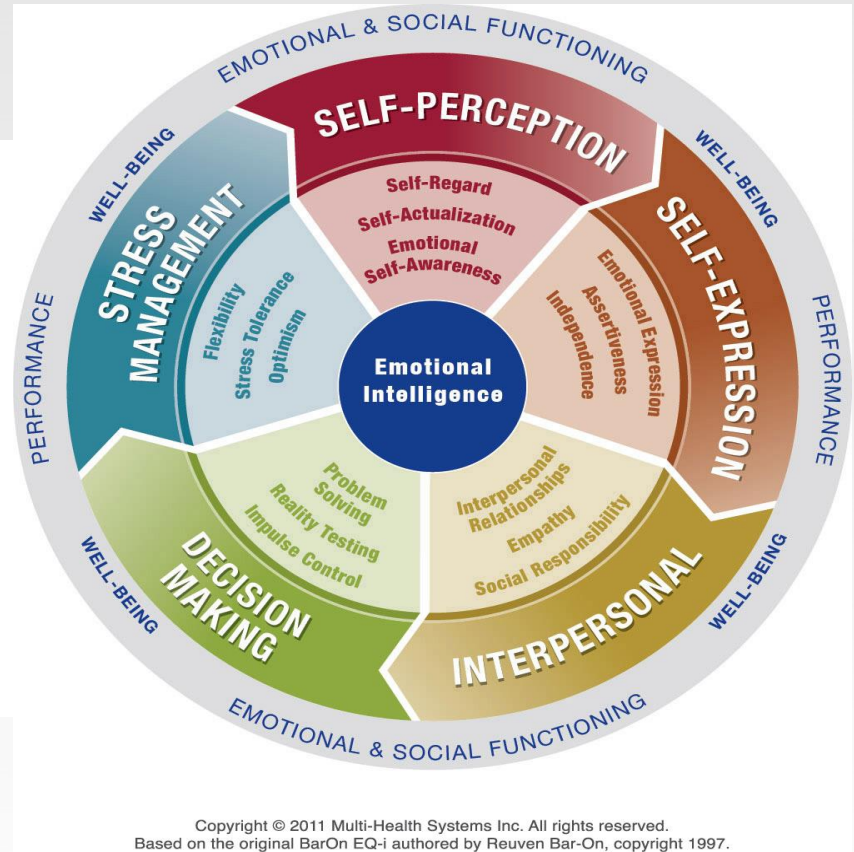 EMOTIONAL & SOCIAL FUNCTIONING
WELL-BEING
WELL-BEING
PERFORMANCE
PERFORMANCE
SELF-PERCEPTION
Self-Regard
Self-Actualization
Emotional
Self-Awareness
SELF-EXPRESSION
Emotional Expression
Assertiveness
Independence
INTERPERSONAL
Interpersonal
Relationships
Empathy
Social Responsibility
DECISION
MAKING
Problem
Solving
Reality Testing
Impulse Control
STRESS
MANAGEMENT
Flexibility
Stress Tolerance
Optimism
Emotional
Intelligence
WELL-BEING
WELL-BEING
EMOTIONAL & SOCIAL FUNCTIONING
Copyright © 2011 Multi-Health Systems Inc. All rights reserved.
Based on the original BarOn EQ-i authored by Reuven Bar-On, copyright 1997.